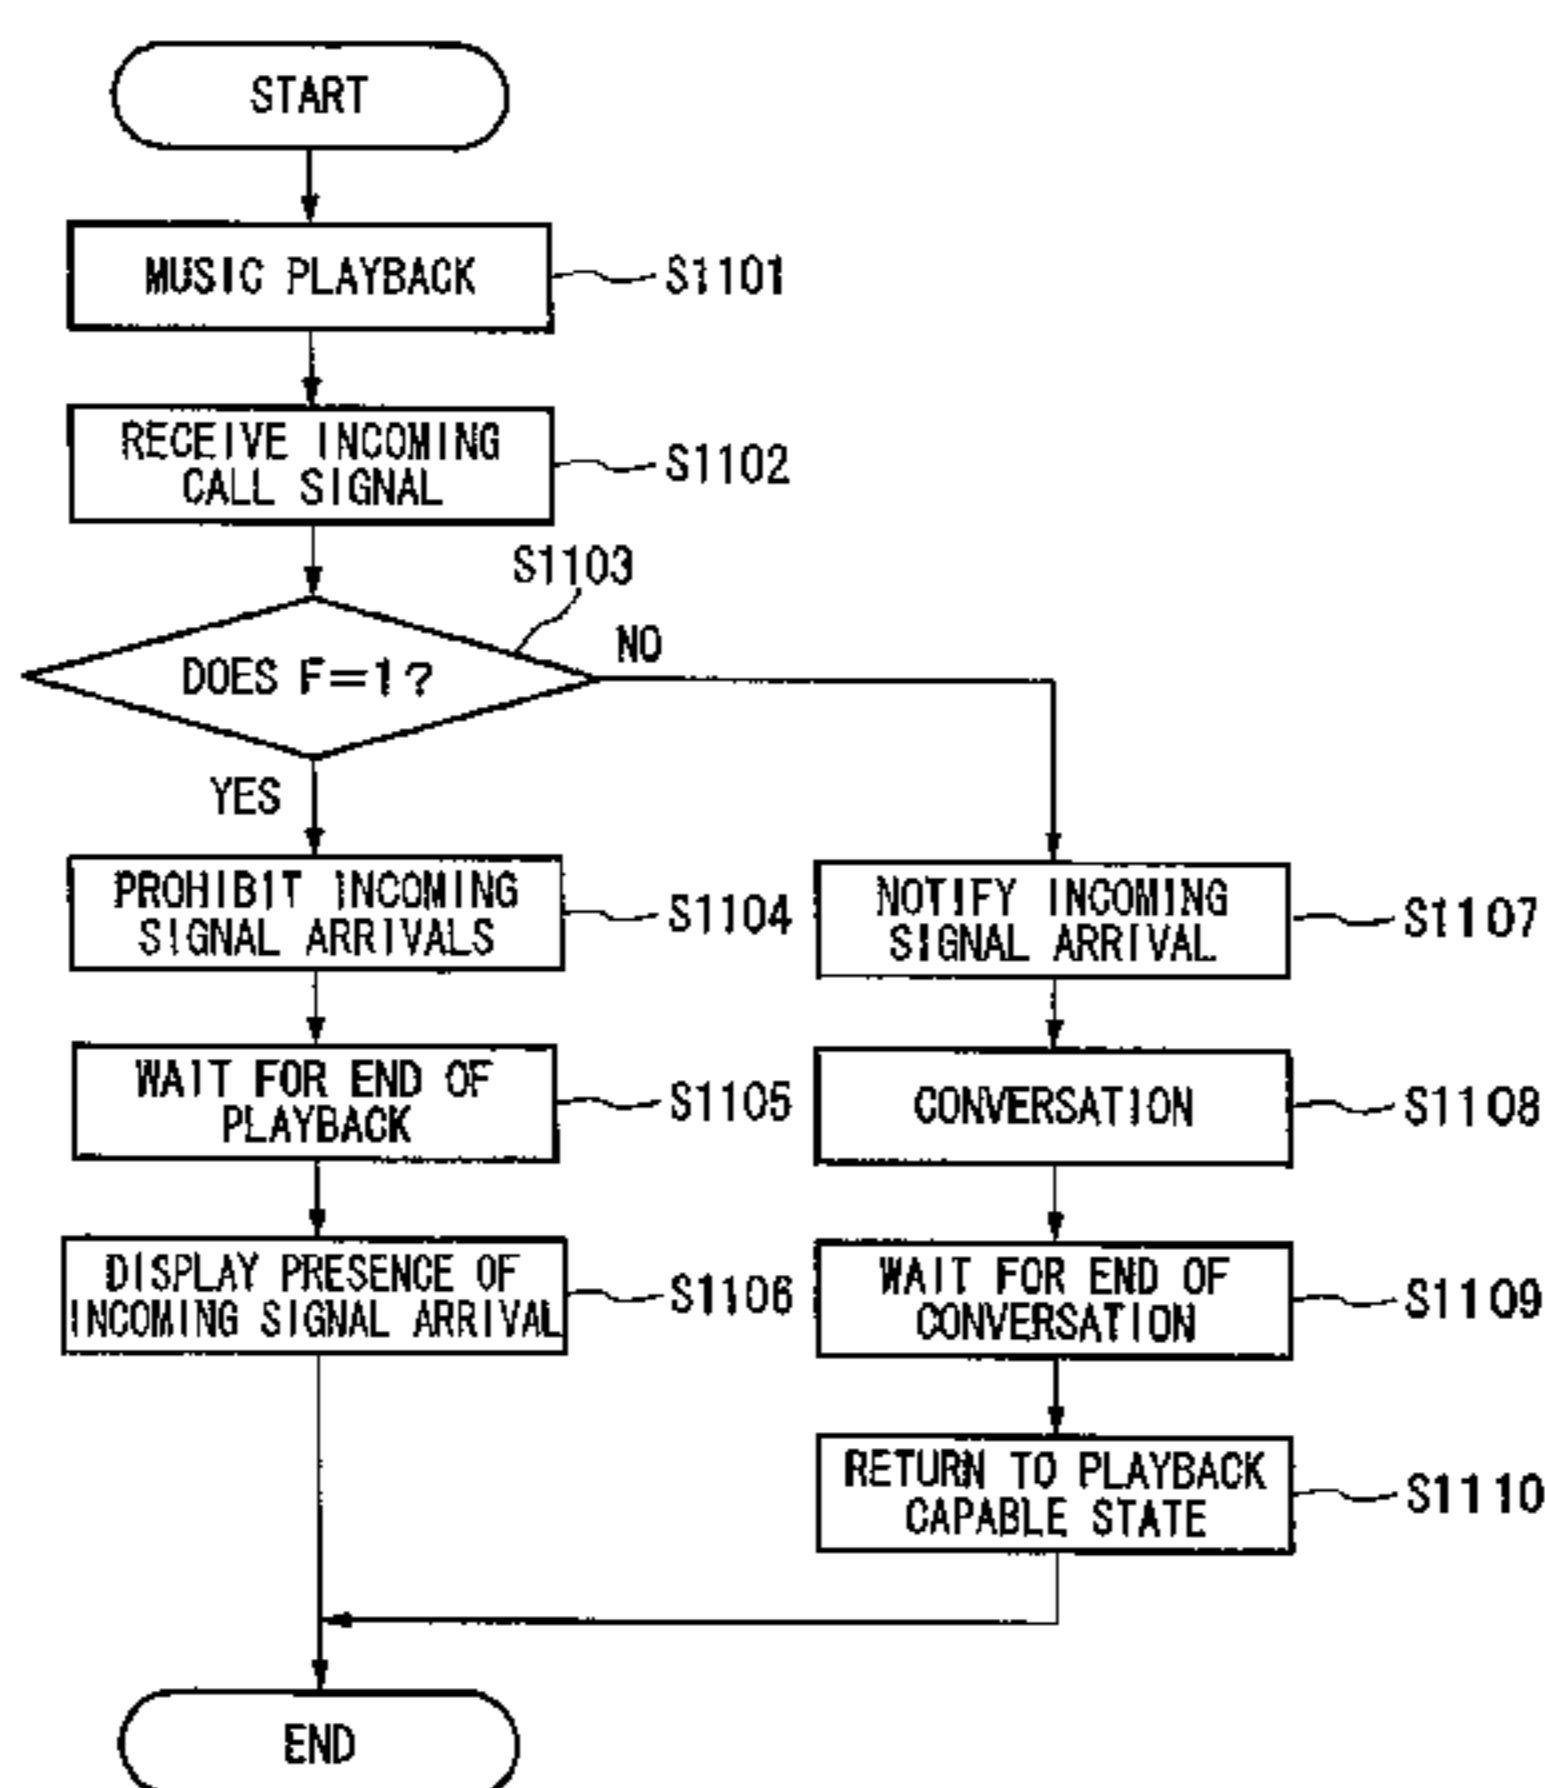 START
MUSIC PLAYBACK
S1101
RECEIVE INCOMING
CALL SIGNAL
S1102
S1103
DOES F=1?
NO
YES
PROHIBIT INCOMING
SIGNAL ARRIVALS
S1104
WAIT FOR END OF
PLAYBACK
S1105
DISPLAY PRESENCE OF
INCOMING SIGNAL ARRIVAL
S1106
NOTIFY INCOMING
SIGNAL ARRIVAL
S1107
CONVERSATION
S1108
WAIT FOR END OF
CONVERSATION
S1109
RETURN TO PLAYBACK
CAPABLE STATE
S1110
END